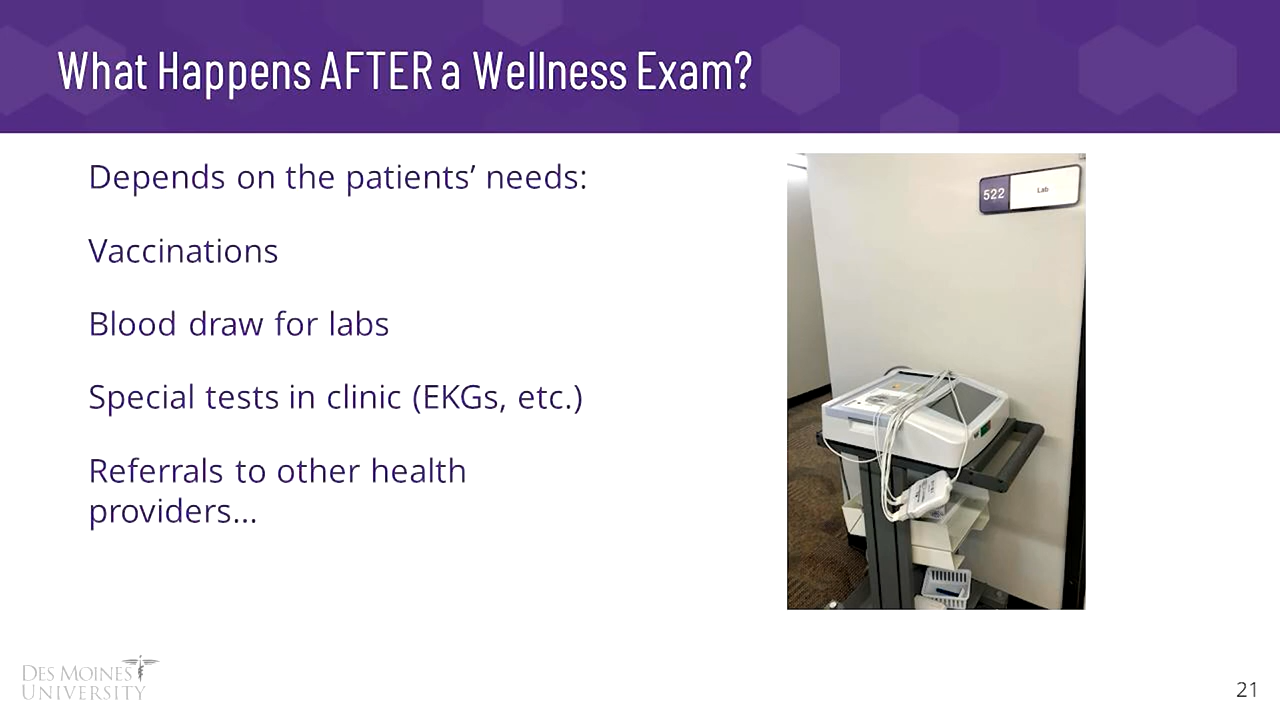 What Happens AFTER a Wellness Exam?
Depends on the patients’ needs:
Vaccinations
Blood draw for labs
Special tests in clinic (EKGs, etc.)
Referrals to other health
providers...
522
Lab
DES MOINES
UNIVERSITY
21